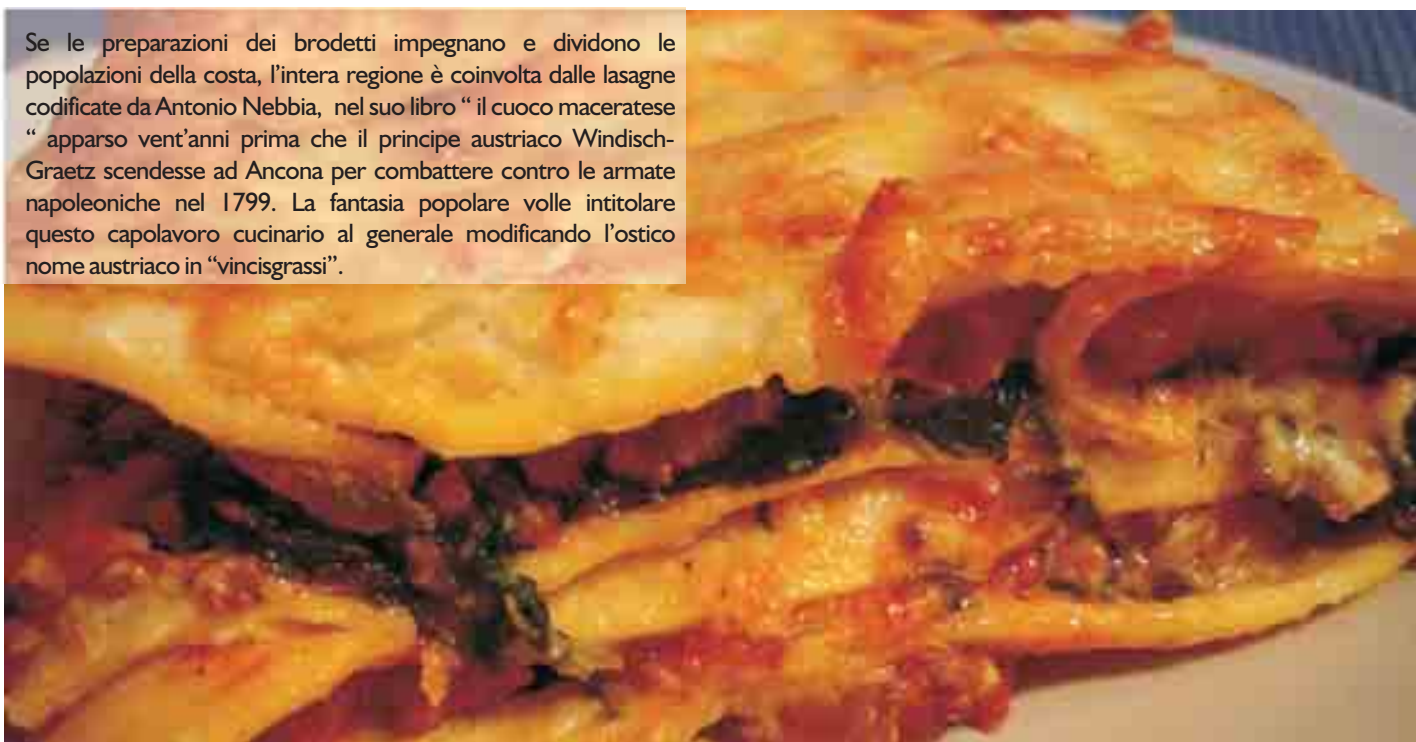 Se le preparazioni dei brodetti impegnano e dividono le
popolazioni della costa, l’intera regione è coinvolta dalle lasagne
codificate da Antonio Nebbia, nel suo libro “ il cuoco maceratese
“ apparso vent’anni prima che il principe austriaco Windisch-
Graetz scendesse ad Ancona per combattere contro le armate
napoleoniche nel 1799. La fantasia popolare volle intitolare
questo capolavoro cucinario al generale modificando l’ostico
nome austriaco in “vincisgrassi”.